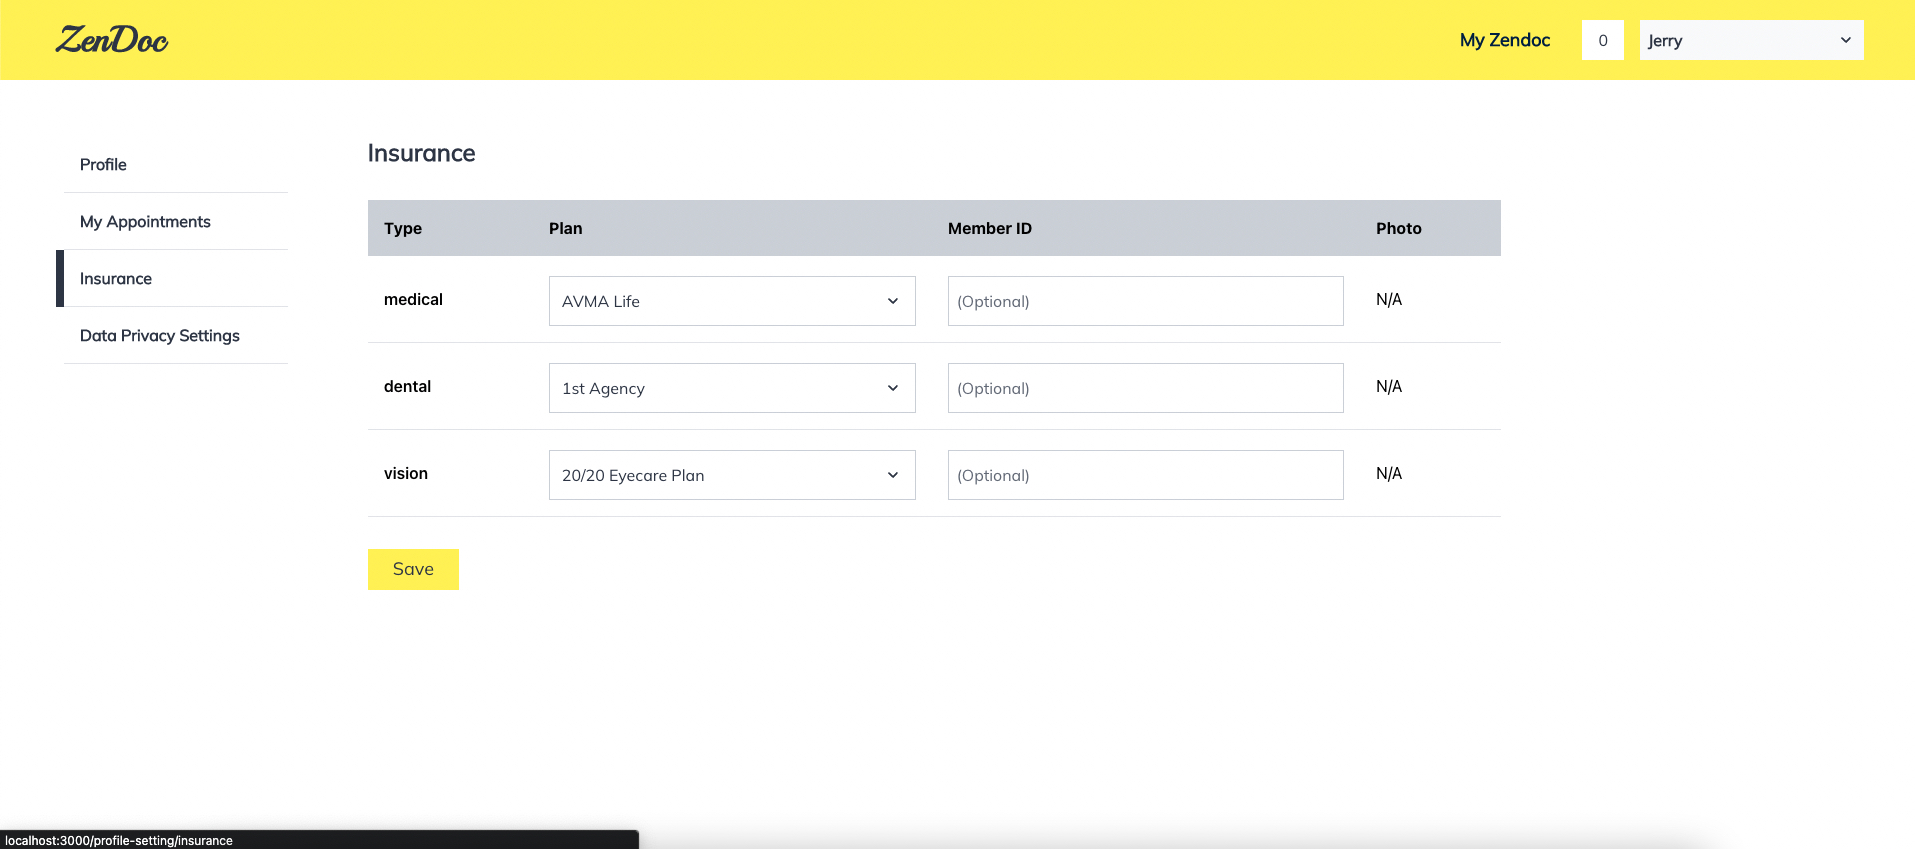 ZenDoc
My Zendoc
0
Jerry
Profile
My Appointments
Insurance
Data Privacy Settings
Insurance
Type Plan Member ID Photo
medical AVMA Life (Optional) N/A
dental 1st Agency (Optional) N/A
vision 20/20 Eyecare Plan (Optional) N/A
Save
localhost:3000/profile-setting/insurance